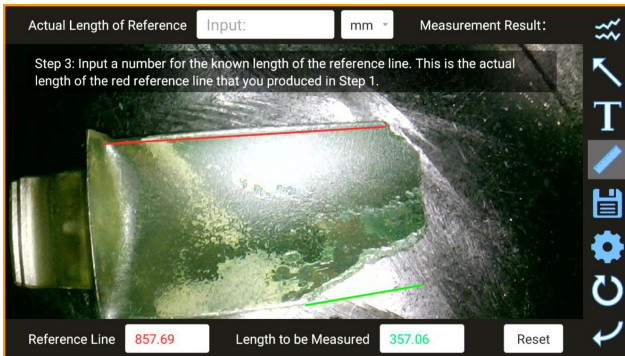 Actual Length of Reference Input: mm Measurement Result:
Step 3: Input a number for the known length of the reference line. This is the actual
length of the red reference line that you produced in Step 1.
T
Reference Line 857.69 Length to be Measured 357.06 Reset